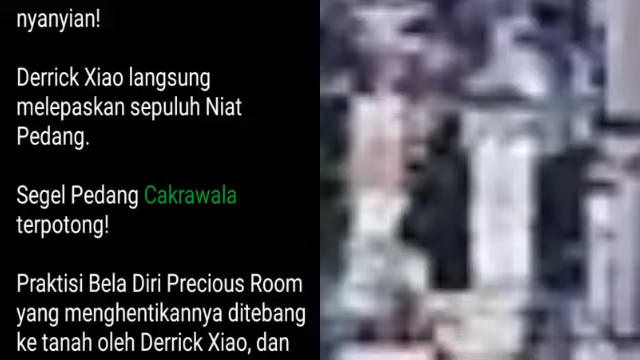 nyanyian!
Derrick Xiao langsung
melepaskan sepuluh Niat
Pedang.
Segel Pedang Cakrawala
terpotong!
Praktisi Bela Diri Precious Room
yang menghentikannya ditebang
ke tanah oleh Derrick Xiao, dan